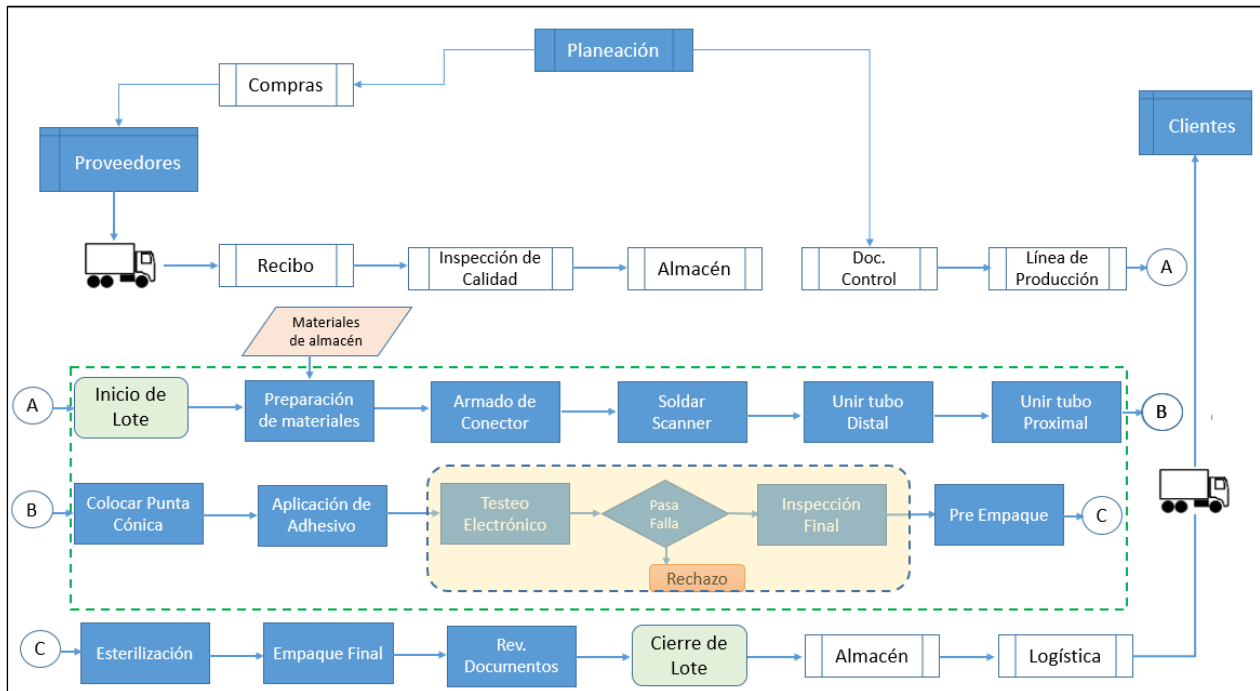 Planeación
Compras
Clientes
Proveedores
Recibo
Inspección de
Calidad
Almacén
Doc.
Control
Línea de
Producción
A
Materiales
de almacén
A
Inicio de
Lote
Preparación
de materiales
Armado de
Conector
Soldar
Scanner
Unir tubo
Distal
Unir tubo
Proximal
B
B
Colocar Punta
Cónica
Aplicación de
Adhesivo
Testeo
Electrónico
Pasa
Falla
Inspección
Final
Pre Empaque
C
Rechazo
C
Esterilización
Empaque Final
Rev.
Documentos
Cierre de
Lote
Almacén
Logística